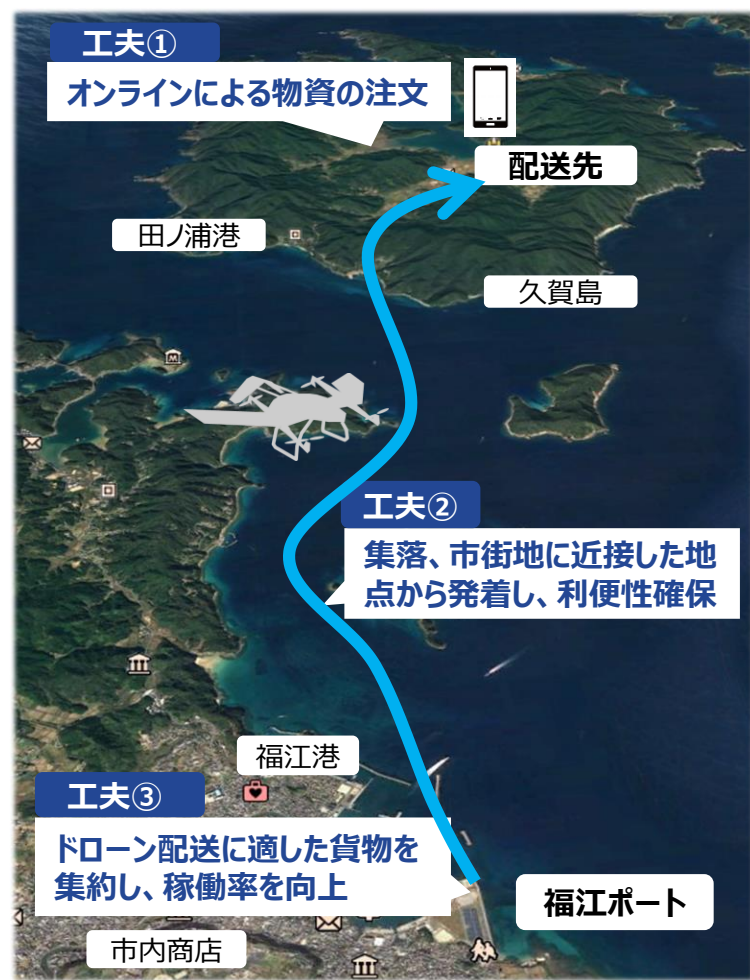 工夫①
オンラインによる物資の注文
配送先
田ノ浦港
久賀島
工夫②
集落、市街地に近接した地
点から発着し、利便性確保
福江港
工夫③
ドローン配送に適した貨物を
集約し、稼働率を向上
福江ポート
市内商店